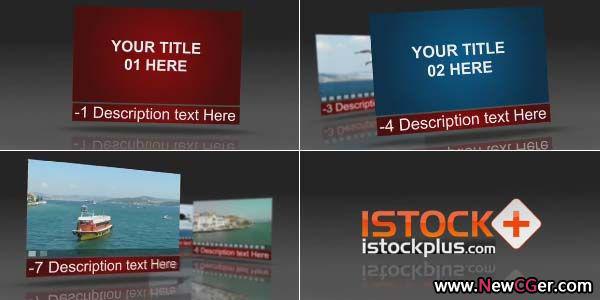 YOUR TITLE
01 HERE
-1 Description text Here
YOUR TITLE
02 HERE
-3 Description
-4 Description text Here
-7 Description text Here
ISTOCK+
istockplus.com
www.NewCGer.com